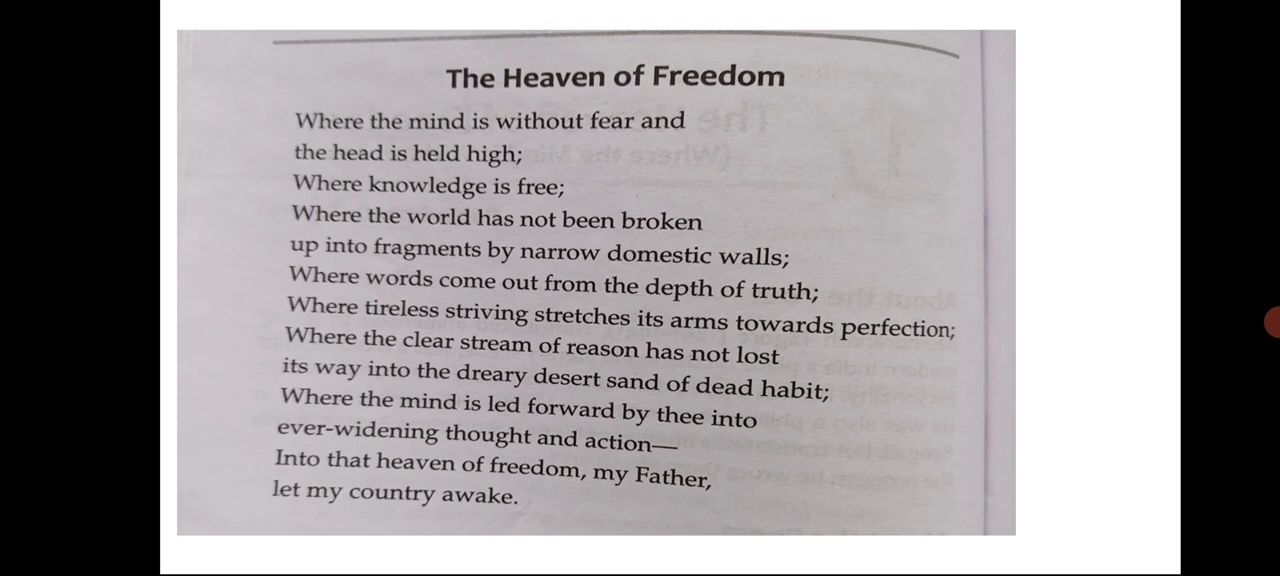 The Heaven of Freedom
Where the mind is without fear and
the head is held high;
Where knowledge is free;
Where the world has not been broken
up into fragments by narrow domestic walls;
Where words come out from the depth of truth;
Where tireless striving stretches its arms towards perfection;
Where the clear stream of reason has not lost
its way into the dreary desert sand of dead habit;
Where the mind is led forward by thee into
ever-widening thought and action—
Into that heaven of freedom, my Father,
let my country awake.